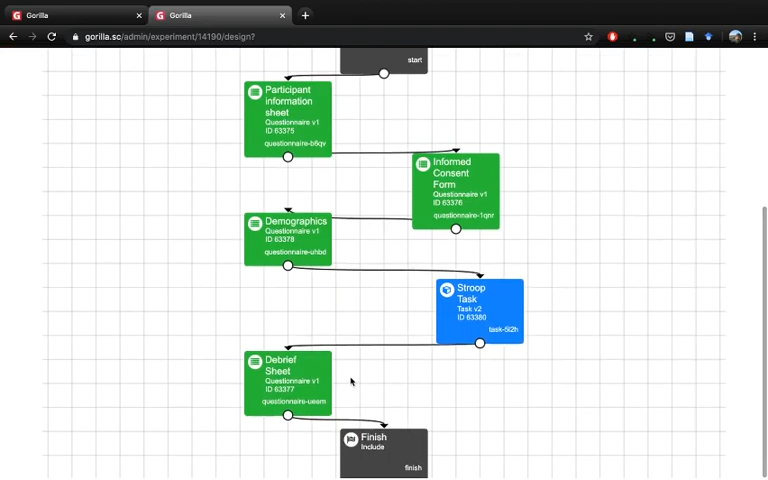 Gorilla
Gorilla
gorilla.sc/admin/experiment/14190/design?
start
Participant
information
sheet
Questionnaire v1
ID 63375
questionnaire-b6qv
Informed
Consent
Form
Questionnaire v1
ID 63376
questionnaire-1qnr
Demographics
Questionnaire v1
ID 63378
questionnaire-uhbd
Stroop
Task
Task v2
ID 63380
task-5l2h
Debrief
Sheet
Questionnaire v1
ID 63377
questionnaire-ueem
Finish
Include
finish